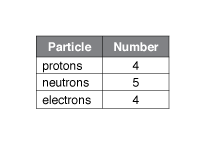 Particle Number
protons 4
neutrons 5
electrons 4